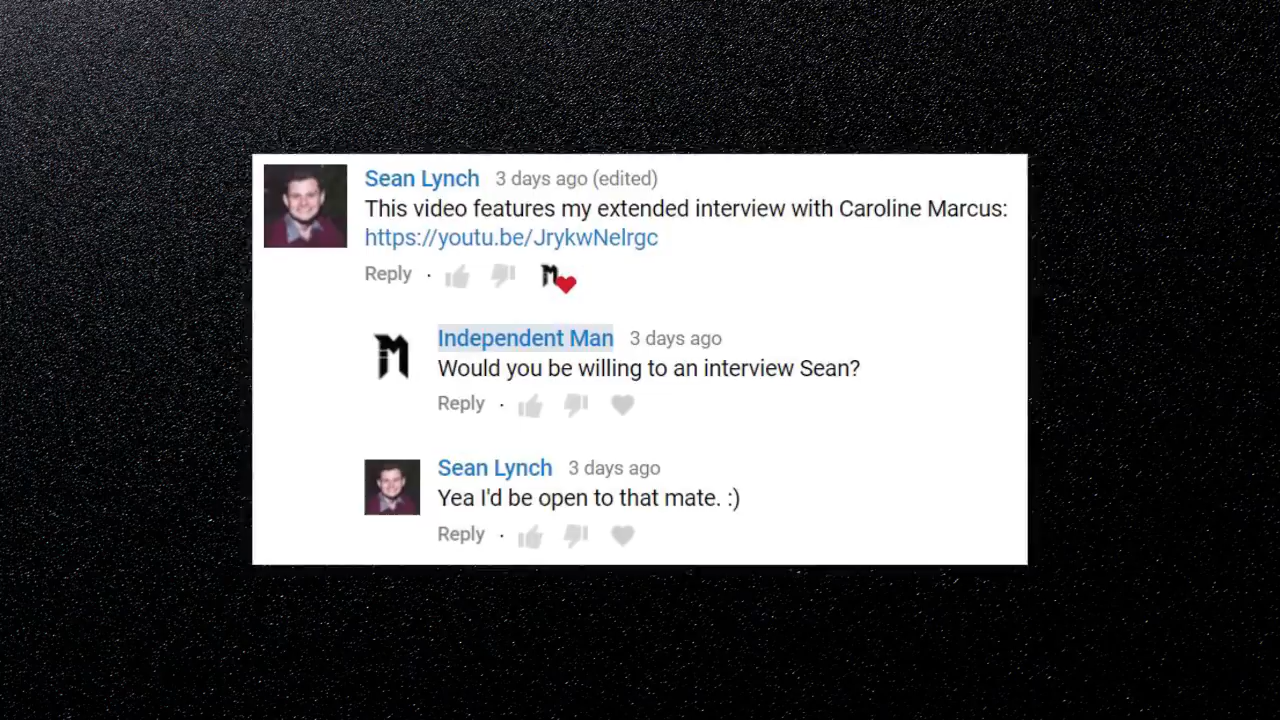 Sean Lynch 3 days ago (edited)
This video features my extended interview with Caroline Marcus:
https://youtu.be/JrykwNelrgc
Reply ·
Independent Man 3 days ago
Would you be willing to an interview Sean?
Reply ·
Sean Lynch 3 days ago
Yea I'd be open to that mate. :)
Reply ·